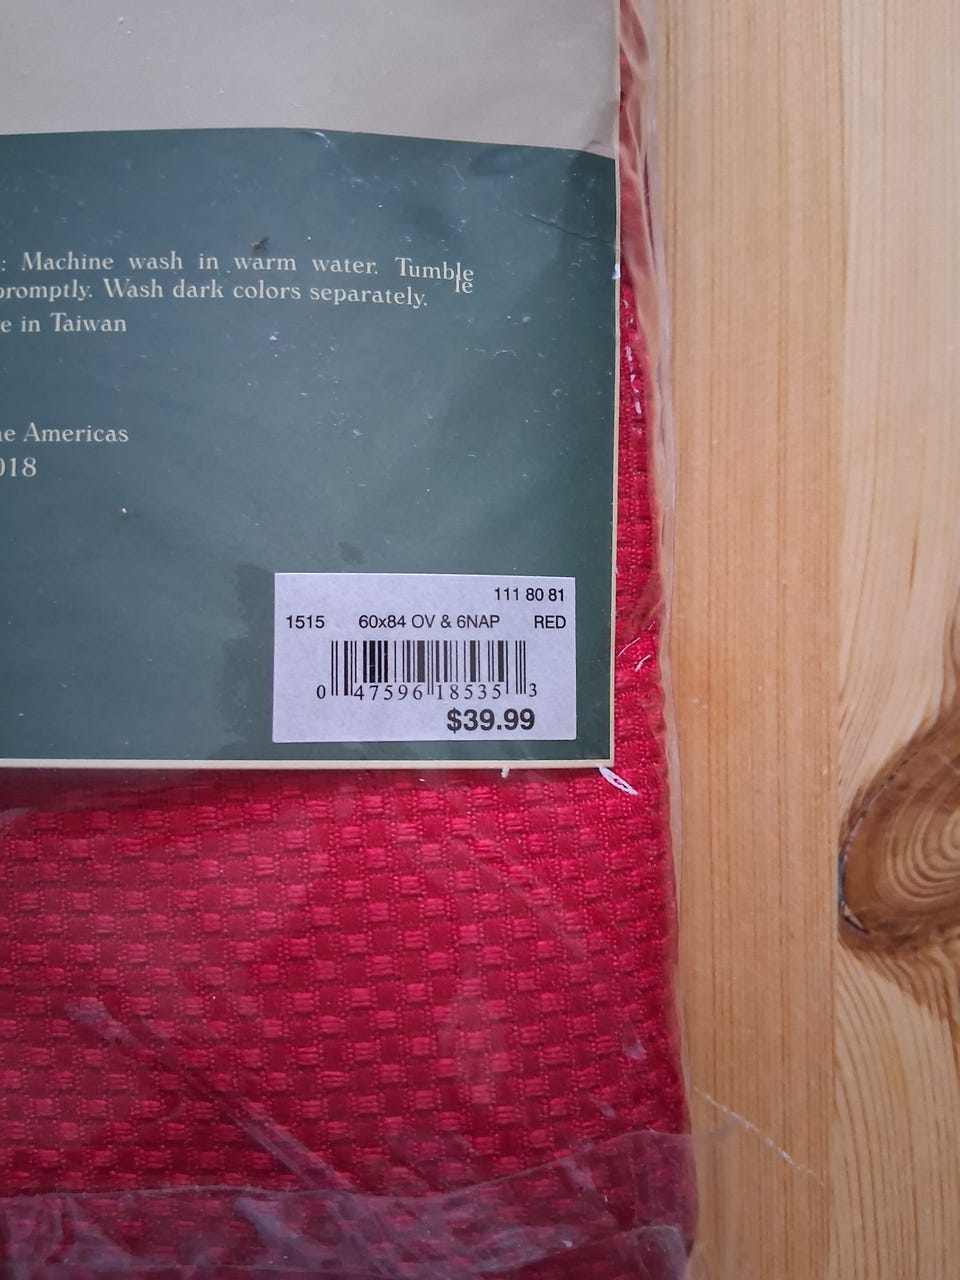 : Machine wash in warm water. Tumble
promptly. Wash dark colors separately.
e in Taiwan
ne Americas
018
111 80 81
1515 60x84 OV & 6NAP RED
0 47596 18535 3
$39.99